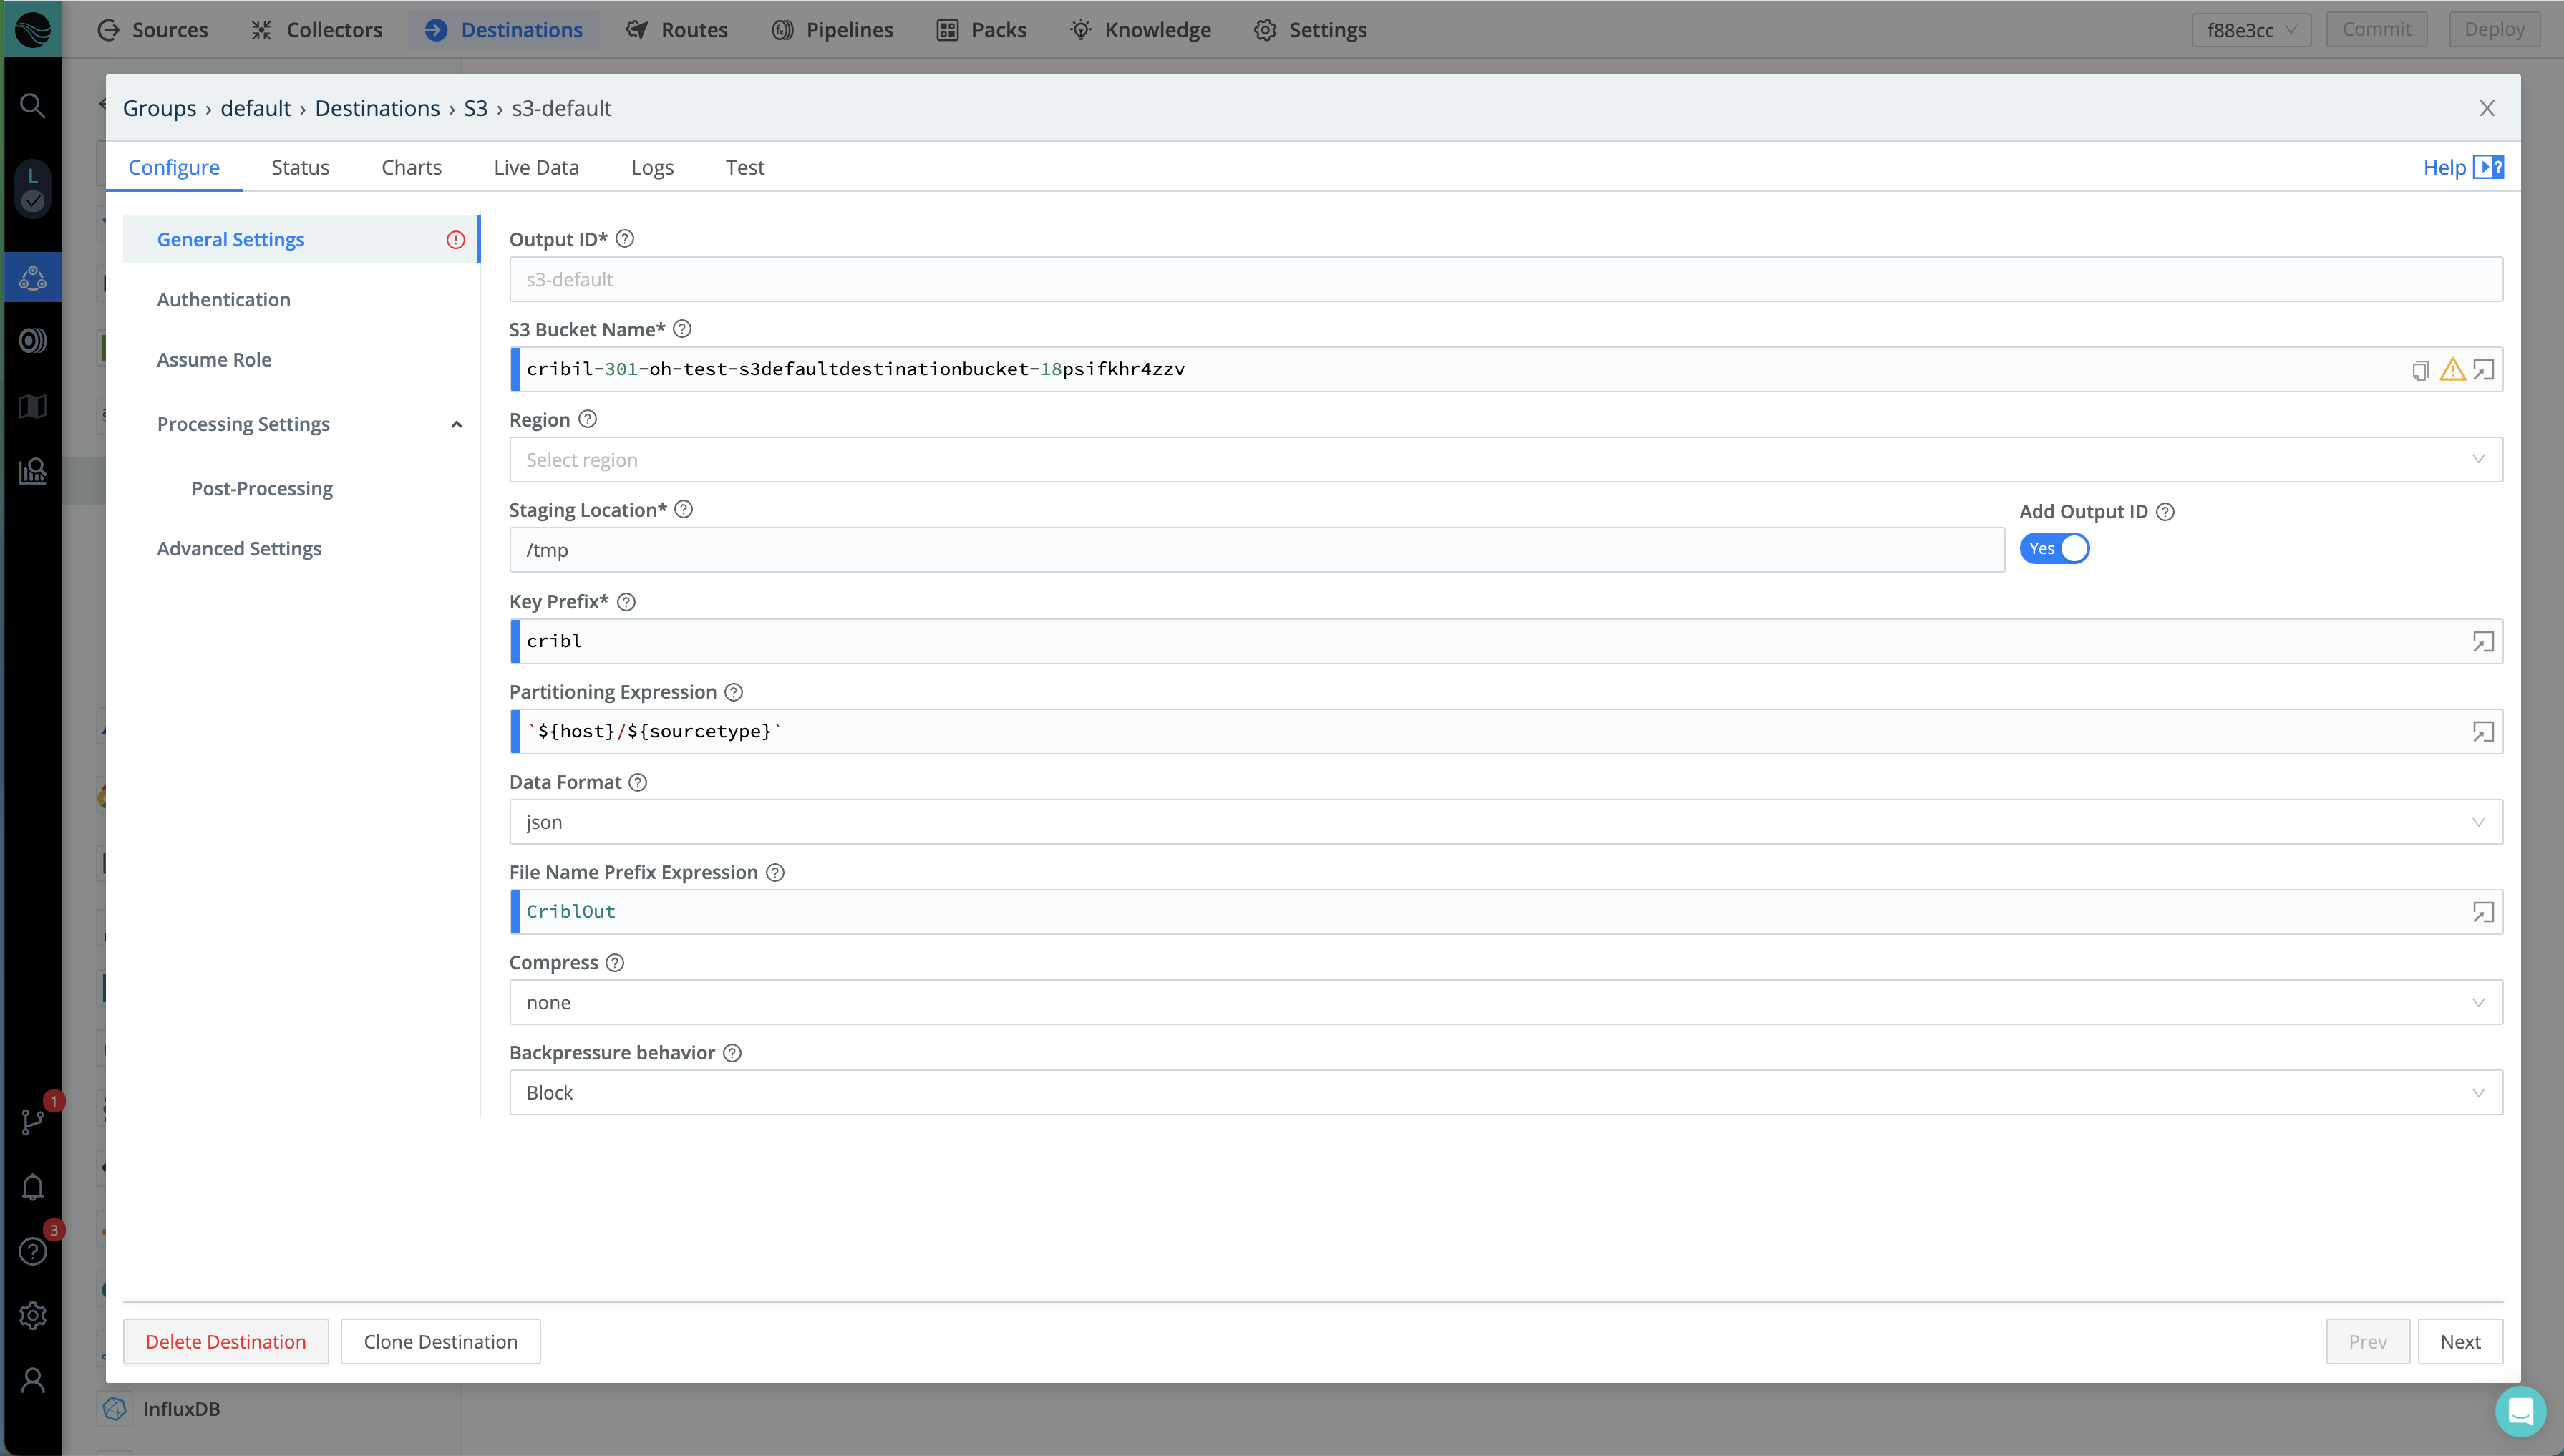 Sources Collectors Destinations Routes Pipelines Packs Knowledge Settings f88e3cc Commit Deploy
Groups › default › Destinations › S3 › s3-default
Configure Status Charts Live Data Logs Test Help
L
General Settings
Authentication
Assume Role
Processing Settings
Post-Processing
Advanced Settings
Output ID*
s3-default
S3 Bucket Name*
cribil-301-oh-test-s3defaultdestinationbucket-18psifkhr4zzv
Region
Select region
Staging Location* Add Output ID
/tmp Yes
Key Prefix*
cribl
Partitioning Expression
`${host}/${sourcetype}`
Data Format
json
File Name Prefix Expression
CriblOut
Compress
none
Backpressure behavior
Block
1
3
Delete Destination Clone Destination Prev Next
InfluxDB